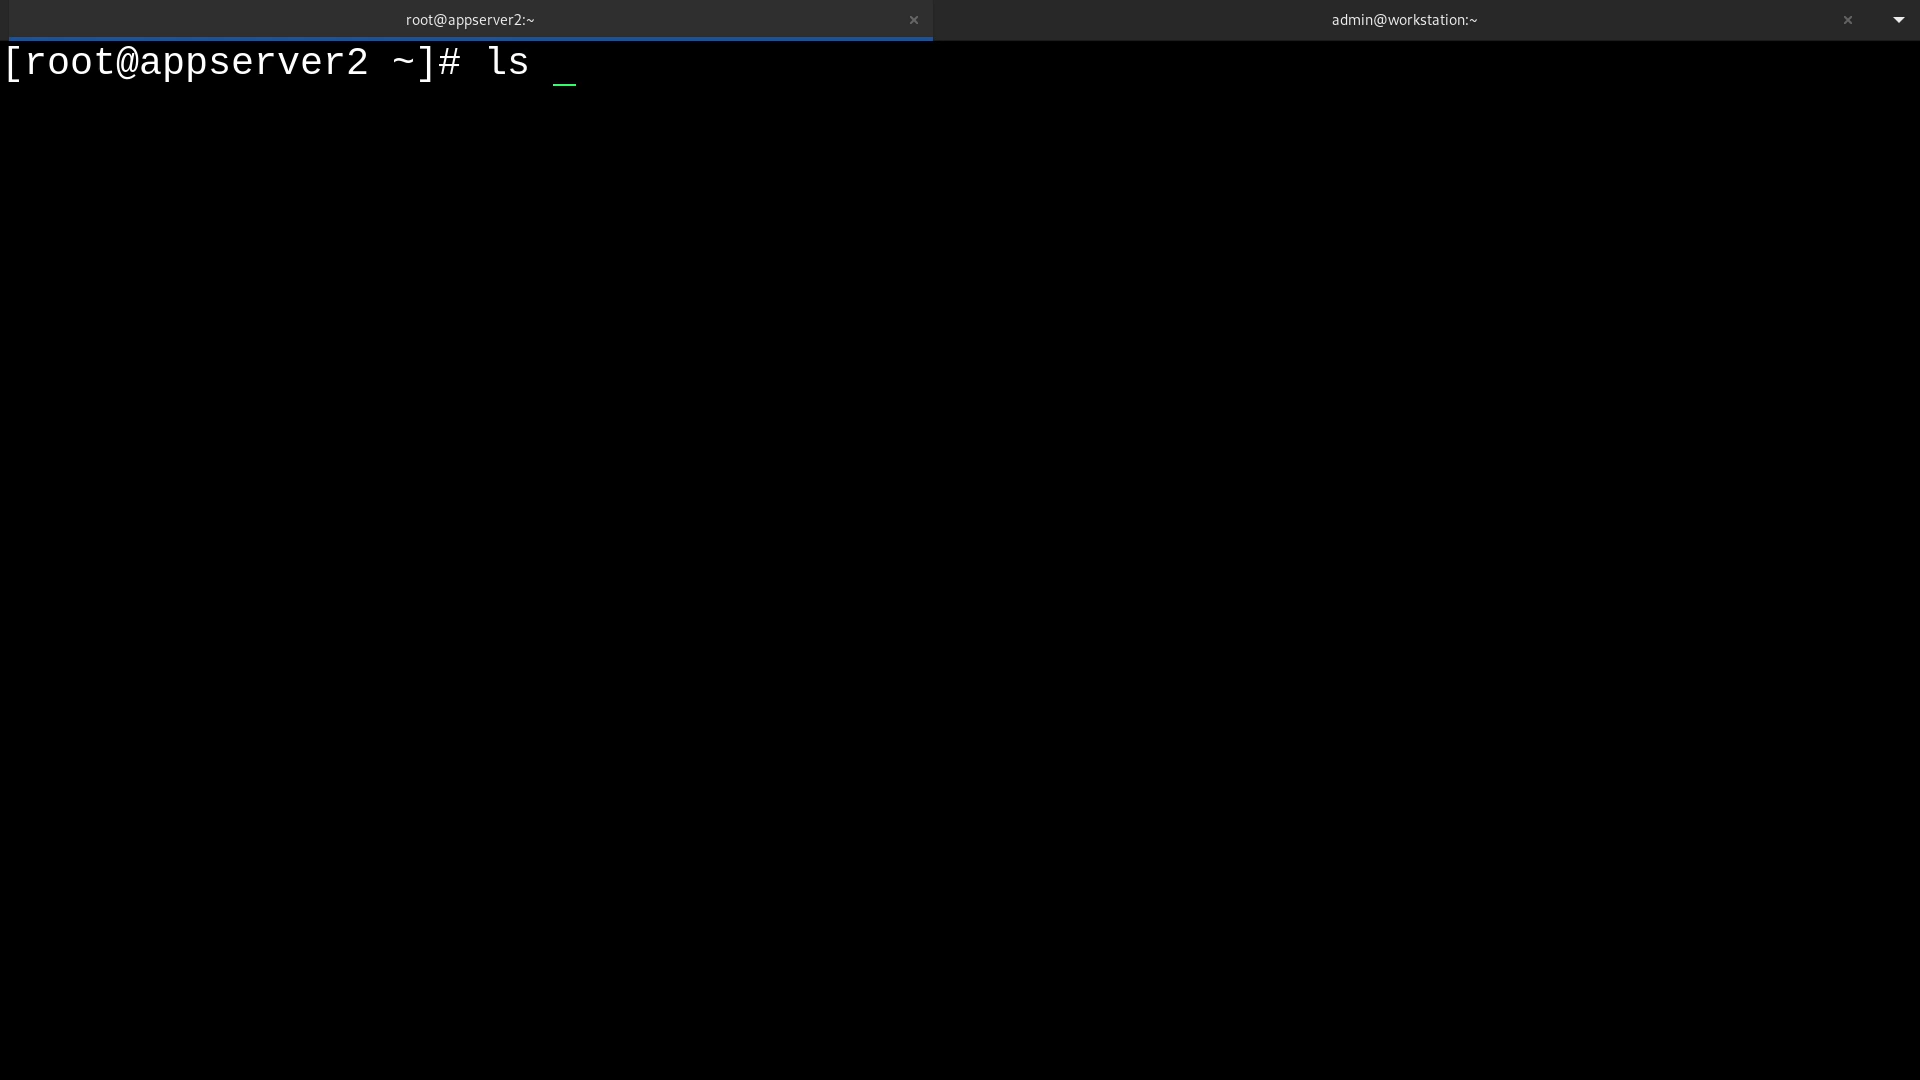 root@appserver2:~ × admin@workstation:~ ×
[root@appserver2 ~]# ls _